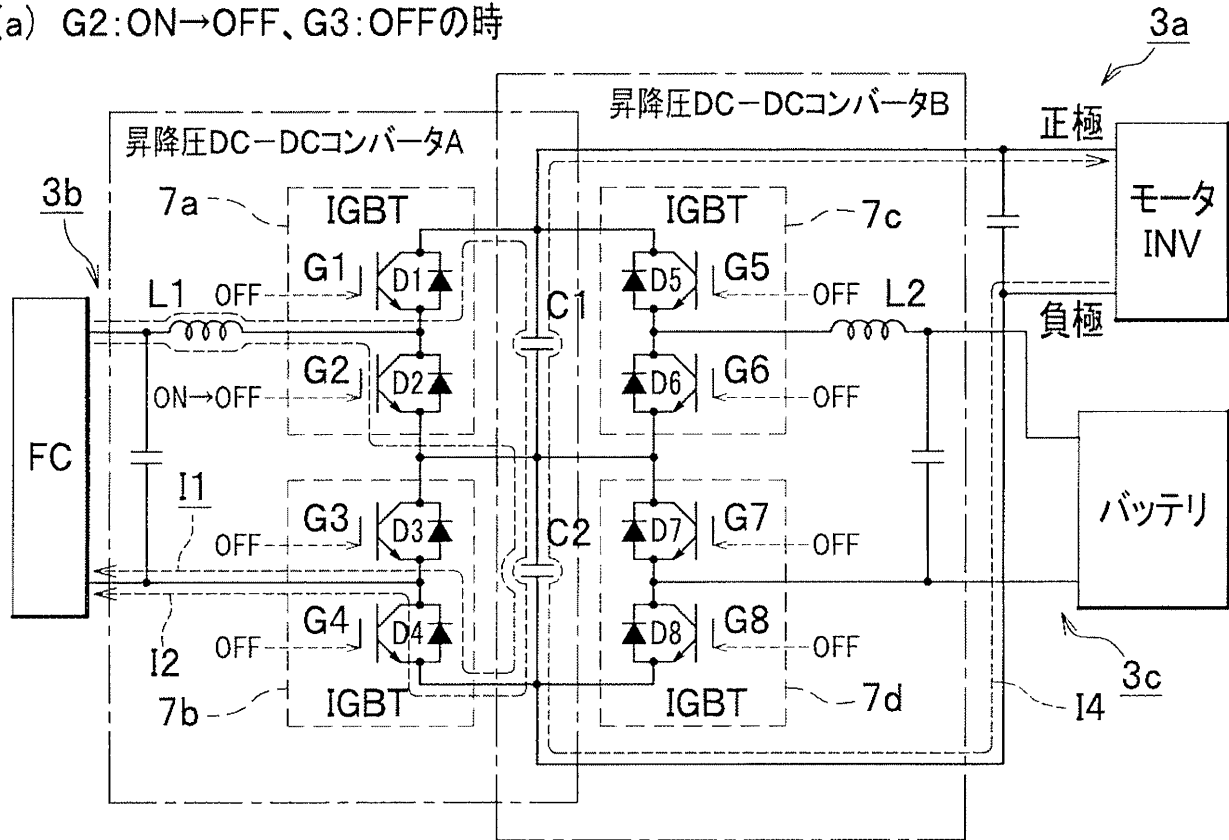 (a) G2:ON→OFF、G3:OFFの時
3a
昇降圧DC-DCコンバータB
昇降圧DC-DCコンバータA
正極
モータ
INV
負極
3b
7a
IGBT
IGBT
7c
G1
D1
D5
G5
L1
OFF
C1
OFF
L2
G2
D2
D6
G6
ON→OFF
OFF
FC
I1
G3
D3
C2
D7
G7
OFF
OFF
バッテリ
G4
D4
D8
G8
OFF
OFF
I2
7b
IGBT
IGBT
7d
3c
I4